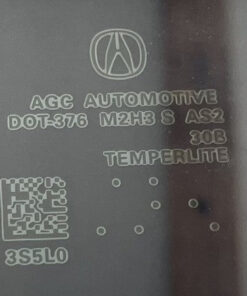 AGC AUTOMOTIVE
DOT-376 M2H3 S AS2
30B
TEMPERLITE
3S5L0